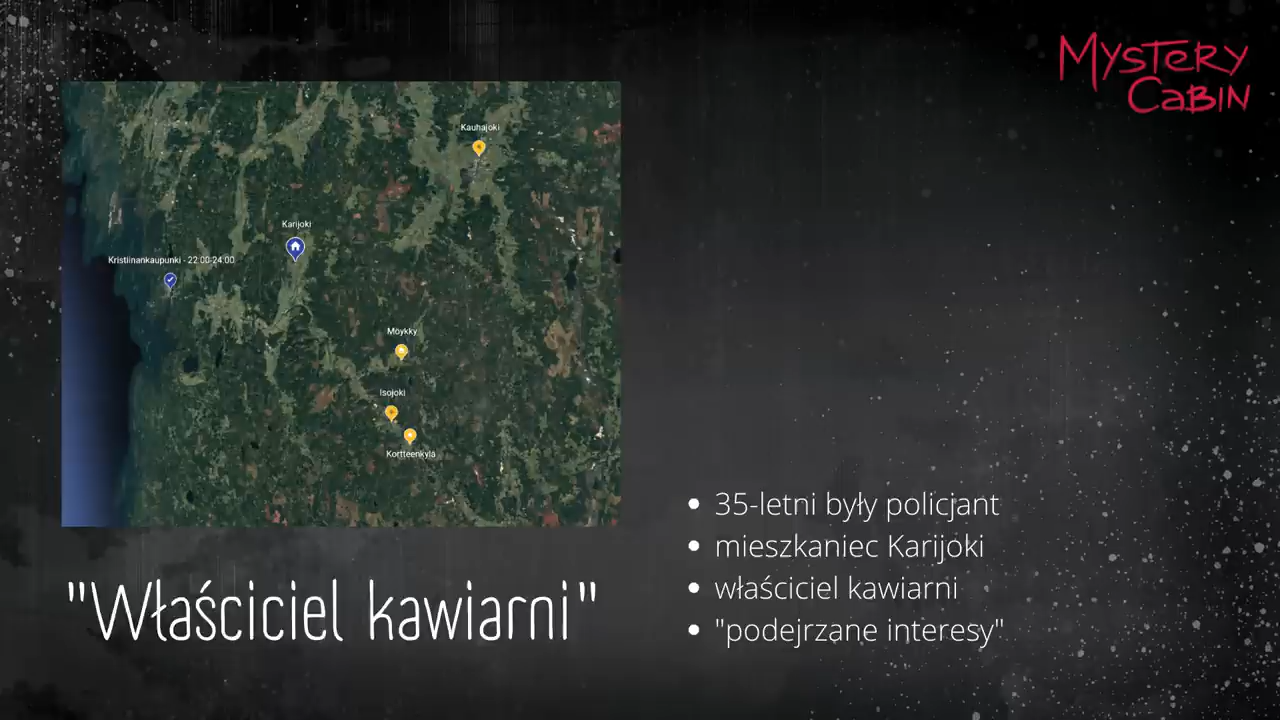 MYSTERY
CABIN
Kauhajoki
Karijoki
Kristiinankaupunki - 22:00-24:00
Möykky
Isojoki
Kortteenkylä
"Właściciel kawiarni"
• 35-letni były policjant
• mieszkaniec Karijoki
• właściciel kawiarni
• "podejrzane interesy"